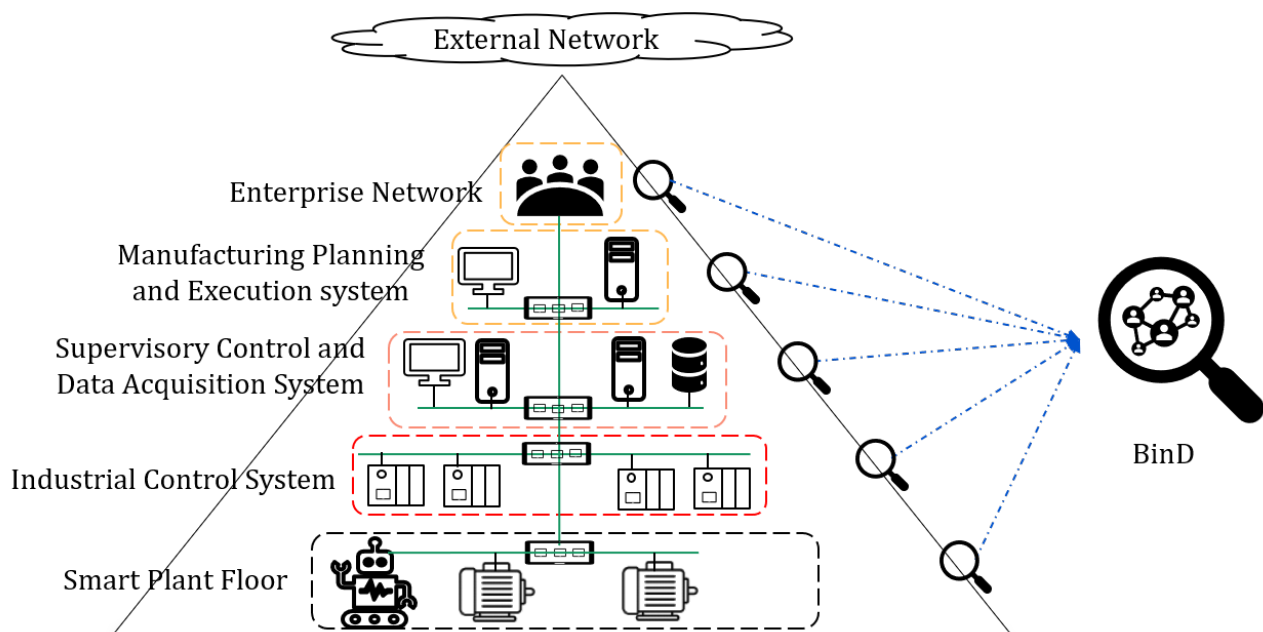 External Network
Enterprise Network
Manufacturing Planning
and Execution system
Supervisory Control and
Data Acquisition System
Industrial Control System
Smart Plant Floor
BinD